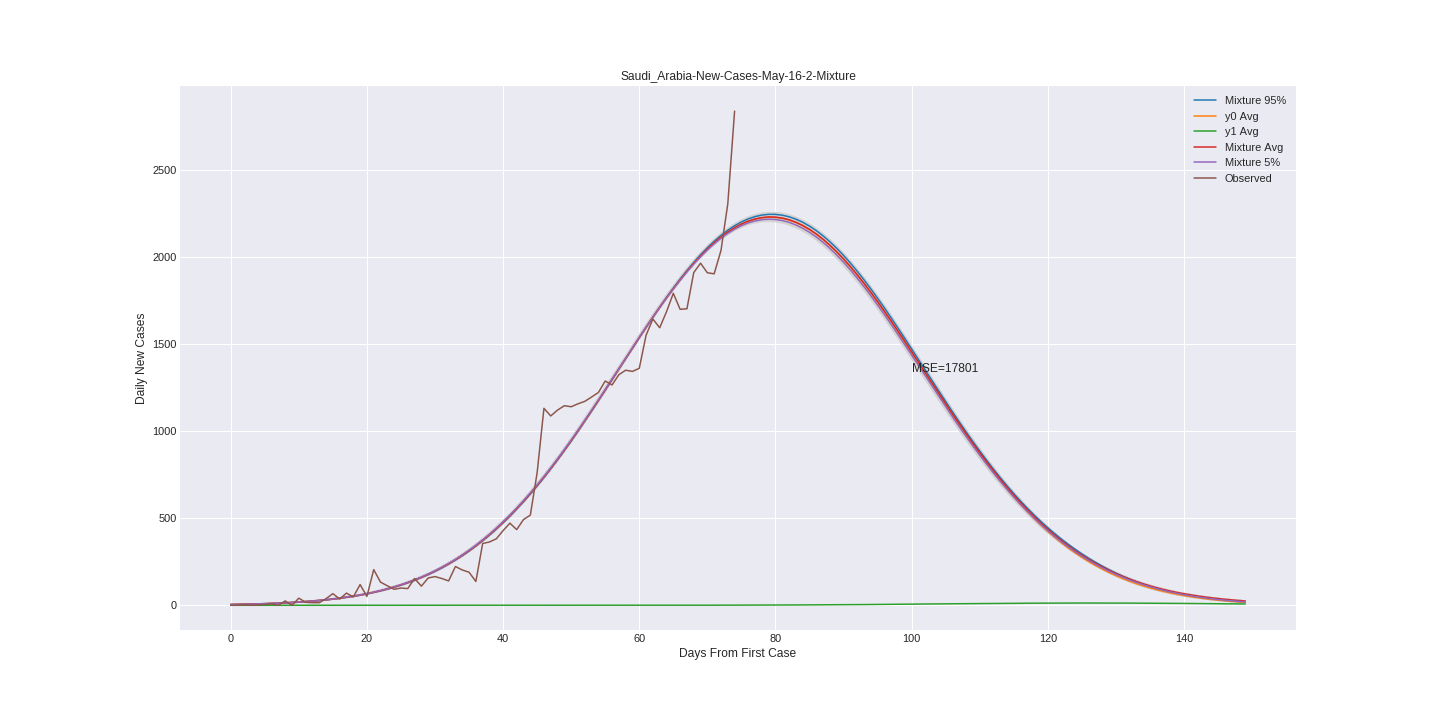 Saudi_Arabia-New-Cases-May-16-2-Mixture
Mixture 95%
y0 Avg
y1 Avg
Mixture Avg
Mixture 5%
Observed
Daily New Cases
2500
2000
1500
1000
500
0
MSE=17801
0 20 40 60 80 100 120 140
Days From First Case